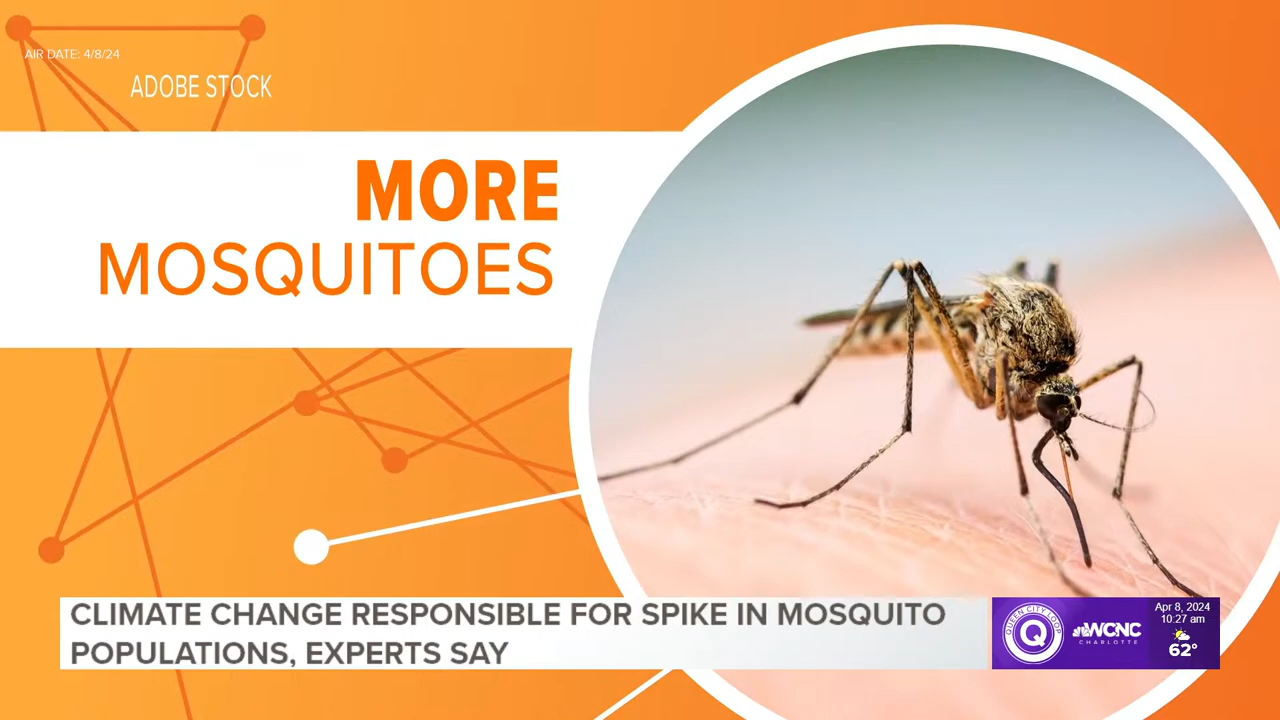 AIR DATE: 4/8/24
ADOBE STOCK
MORE
MOSQUITOES
CLIMATE CHANGE RESPONSIBLE FOR SPIKE IN MOSQUITO
POPULATIONS, EXPERTS SAY
QUEEN CITY LOOP
Q
WCNC
CHARLOTTE
Apr 8, 2024
10:27 am
62°